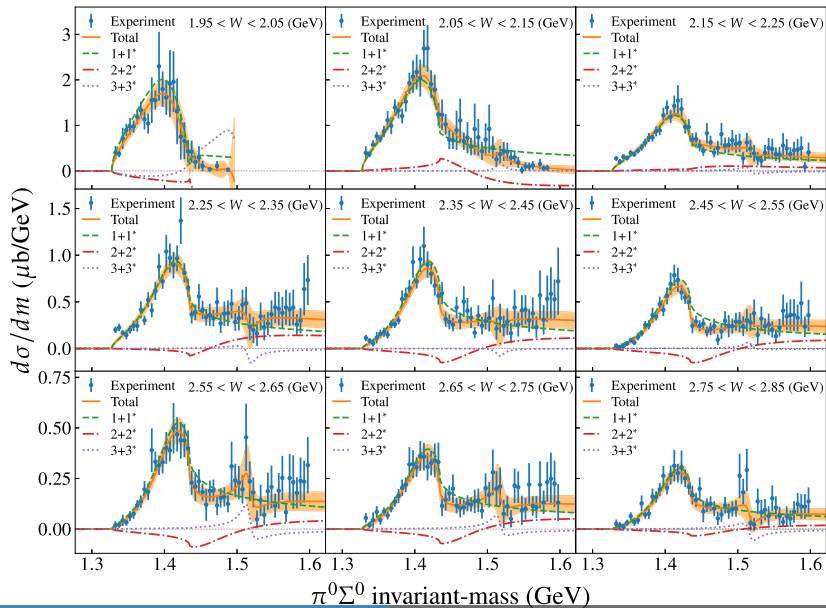 Experiment 1.95 < W < 2.05 (GeV)
Total
1+1*
2+2*
3+3*
Experiment 2.05 < W < 2.15 (GeV)
Total
1+1*
2+2*
3+3*
Experiment 2.15 < W < 2.25 (GeV)
Total
1+1*
2+2*
3+3*
3
2
1
0
Experiment 2.25 < W < 2.35 (GeV)
Total
1+1*
2+2*
3+3*
Experiment 2.35 < W < 2.45 (GeV)
Total
1+1*
2+2*
3+3*
Experiment 2.45 < W < 2.55 (GeV)
Total
1+1*
2+2*
3+3*
1.5
1.0
0.5
0.0
dσ/dm (μb/GeV)
Experiment 2.55 < W < 2.65 (GeV)
Total
1+1*
2+2*
3+3*
Experiment 2.65 < W < 2.75 (GeV)
Total
1+1*
2+2*
3+3*
Experiment 2.75 < W < 2.85 (GeV)
Total
1+1*
2+2*
3+3*
0.75
0.50
0.25
0.00
1.3 1.4 1.5 1.6 1.3 1.4 1.5 1.6 1.3 1.4 1.5 1.6
π⁰Σ⁰ invariant-mass (GeV)